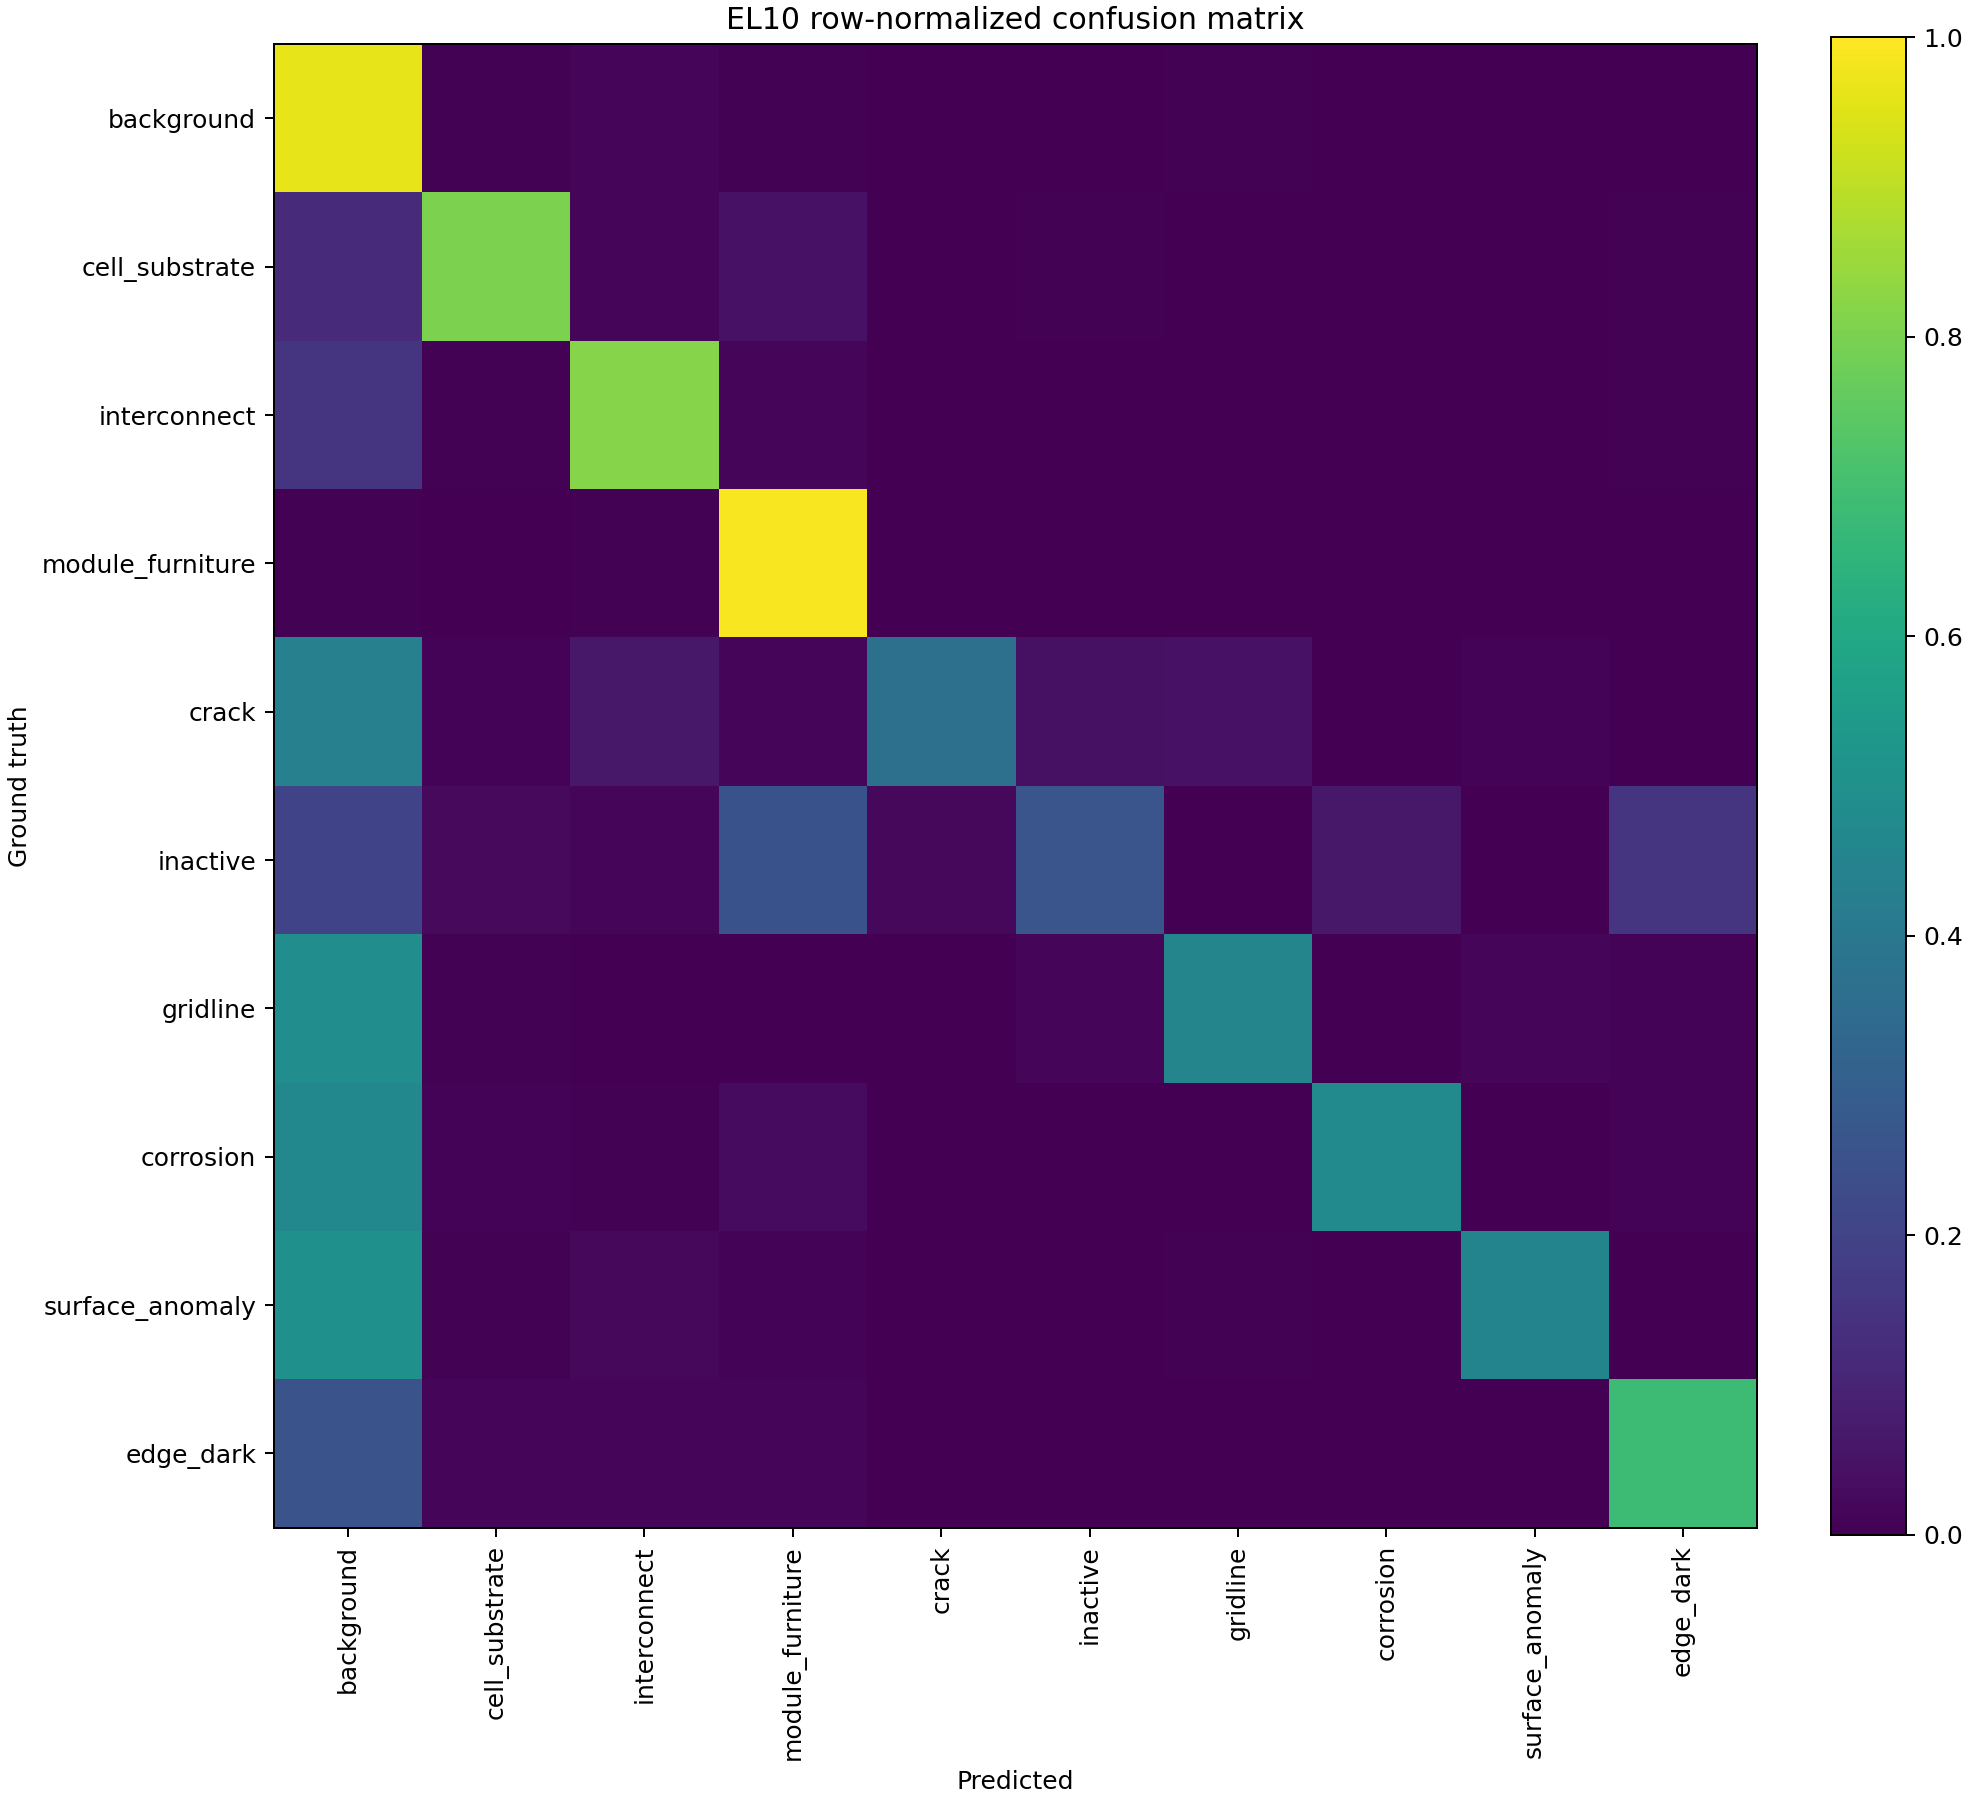 EL10 row-normalized confusion matrix
Ground truth
background
cell_substrate
interconnect
module_furniture
crack
inactive
gridline
corrosion
surface_anomaly
edge_dark
background
cell_substrate
interconnect
module_furniture
crack
inactive
gridline
corrosion
surface_anomaly
edge_dark
Predicted
1.0
0.8
0.6
0.4
0.2
0.0